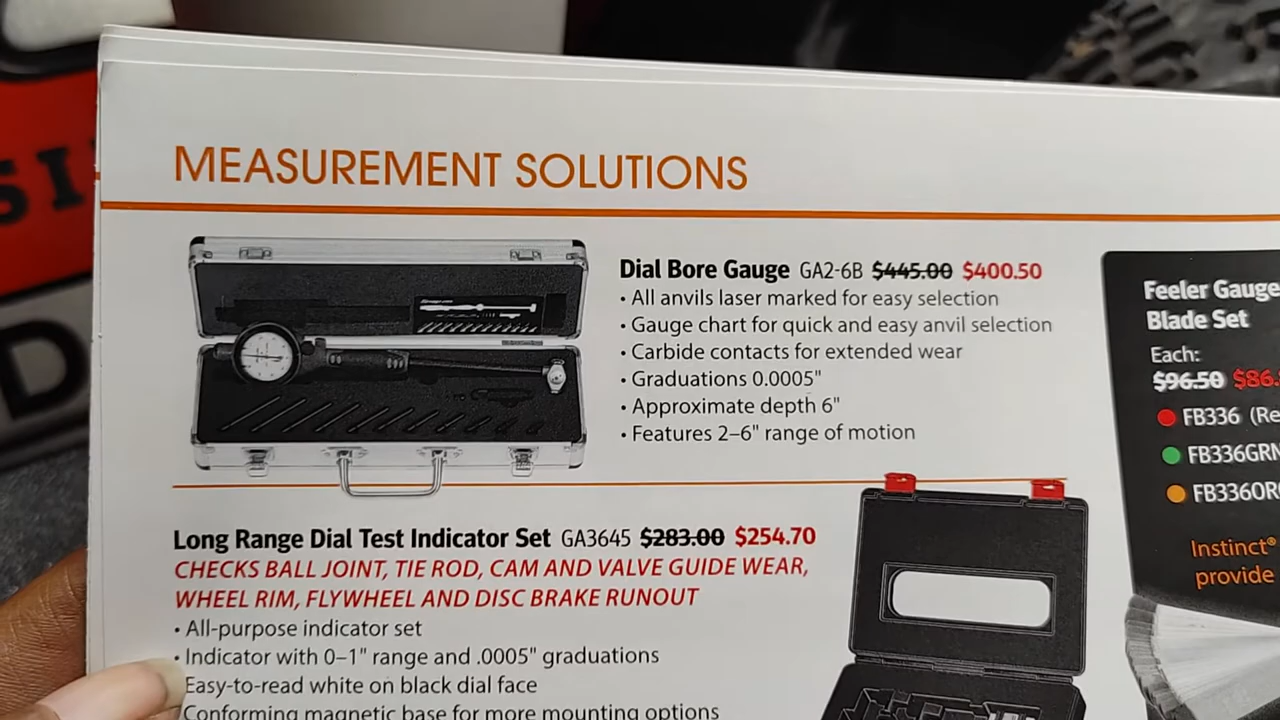 MEASUREMENT SOLUTIONS
Dial Bore Gauge GA2-6B $445.00 $400.50
• All anvils laser marked for easy selection
• Gauge chart for quick and easy anvil selection
• Carbide contacts for extended wear
• Graduations 0.0005"
• Approximate depth 6"
• Features 2–6" range of motion
Long Range Dial Test Indicator Set GA3645 $283.00 $254.70
CHECKS BALL JOINT, TIE ROD, CAM AND VALVE GUIDE WEAR,
WHEEL RIM, FLYWHEEL AND DISC BRAKE RUNOUT
• All-purpose indicator set
• Indicator with 0–1" range and .0005" graduations
Easy-to-read white on black dial face
Conforming magnetic base for more mounting options
Feeler Gauge
Blade Set
Each:
$96.50 $86.
FB336 (Re
FB336GRN
FB336OR
Instinct®
provide
SI
D